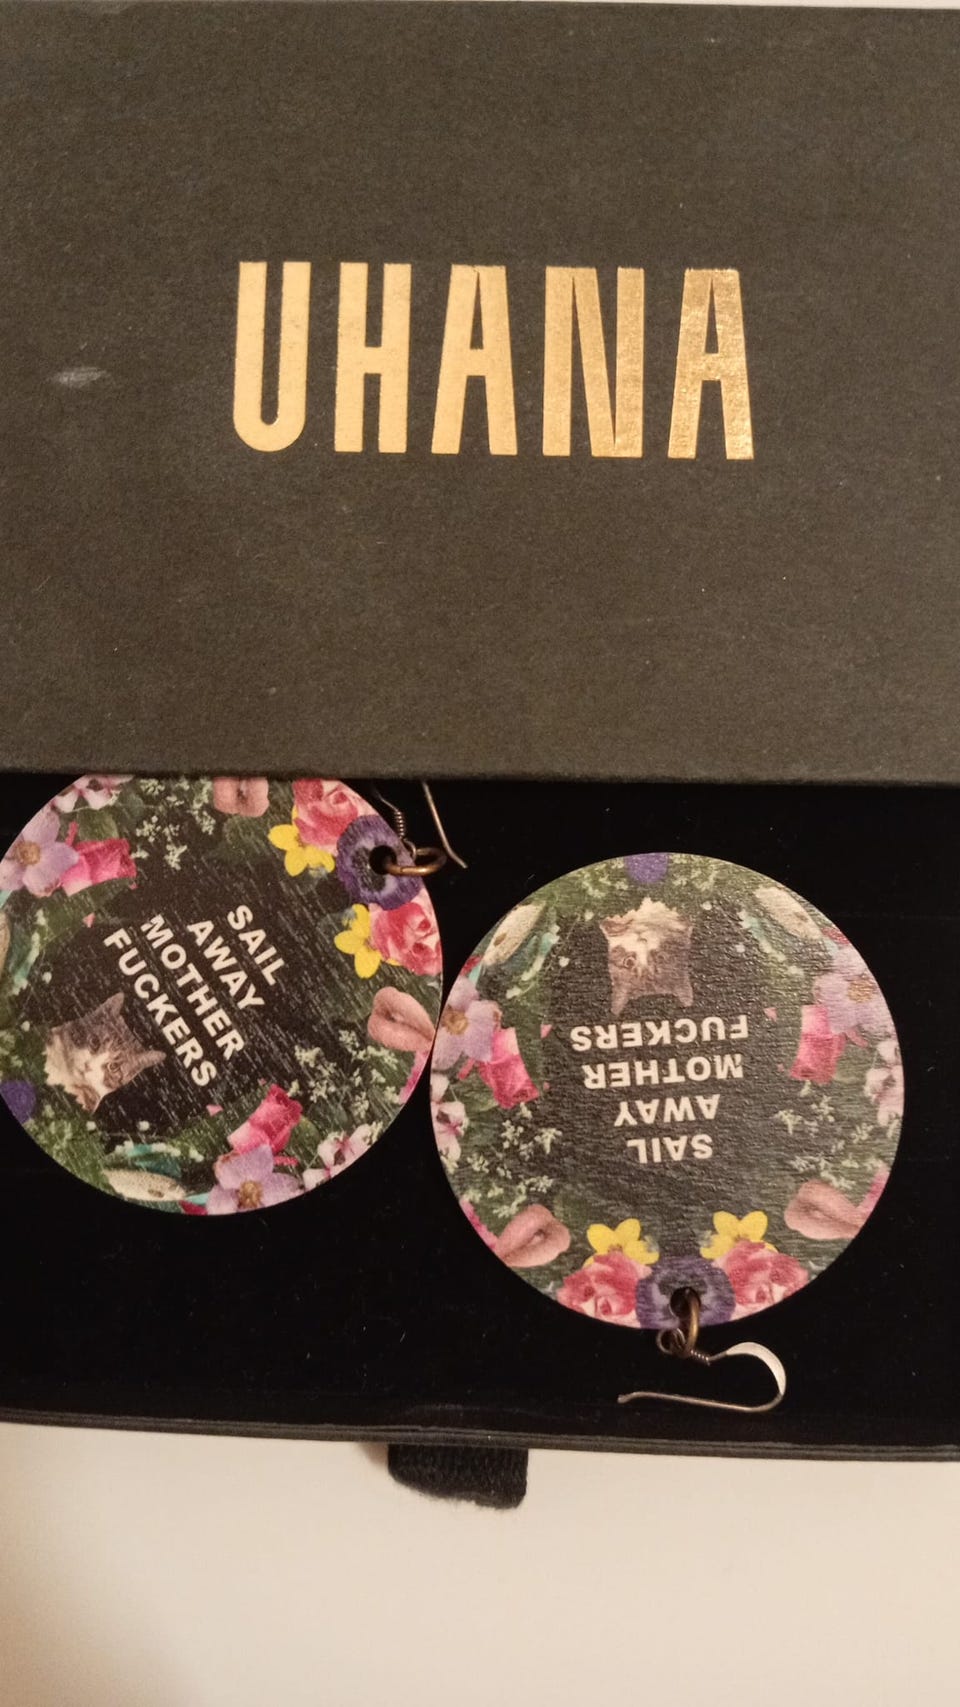 UHANA
SAIL
AWAY
MOTHER
FUCKERS
SAIL
AWAY
MOTHER
FUCKERS